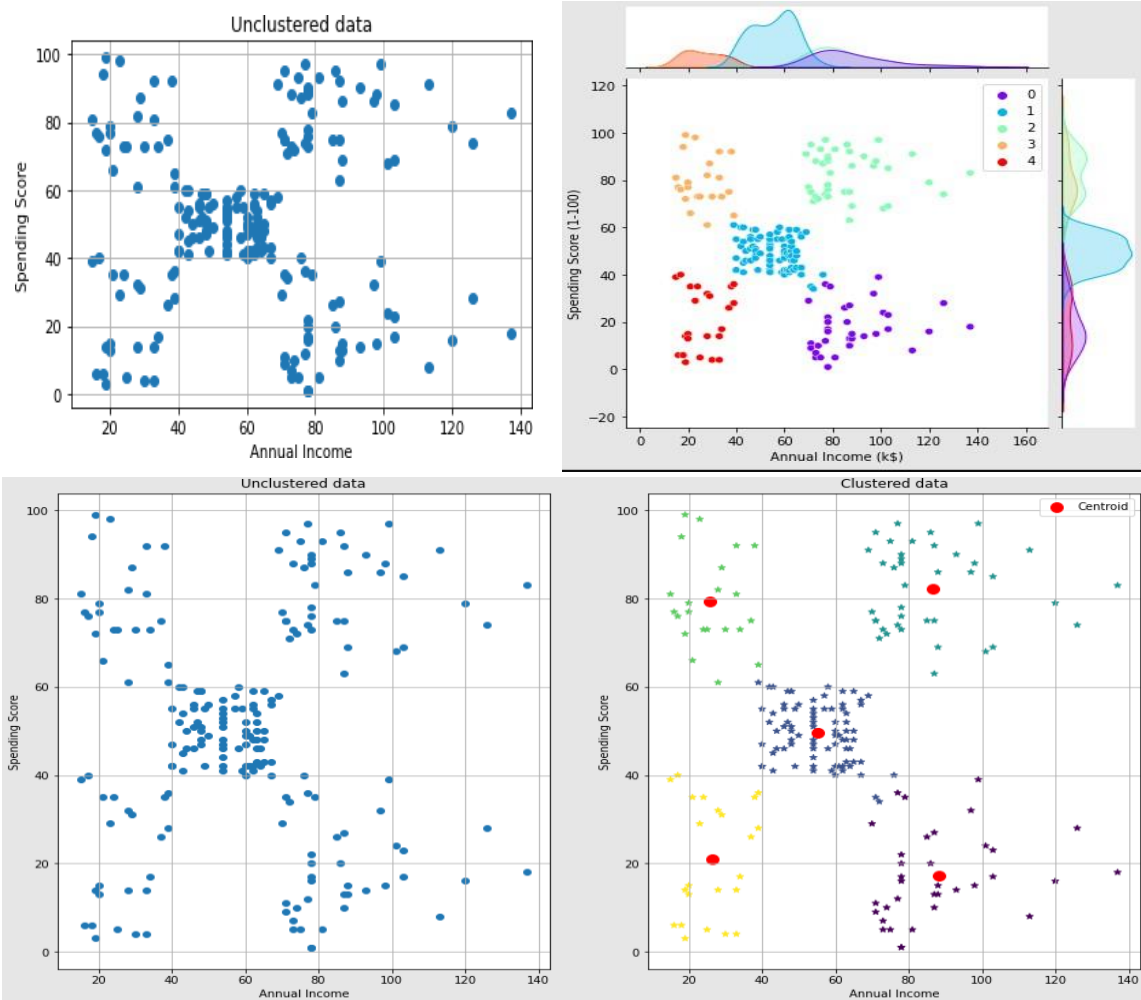 Unclustered data
Spending Score
100
80
60
40
20
0
20 40 60 80 100 120 140
Annual Income
0
1
2
3
4
Spending Score (1-100)
120
100
80
60
40
20
0
−20
0 20 40 60 80 100 120 140 160
Annual Income (k$)
Unclustered data
Spending Score
100
80
60
40
20
0
20 40 60 80 100 120 140
Annual Income
Clustered data
Centroid
Spending Score
100
80
60
40
20
0
20 40 60 80 100 120 140
Annual Income